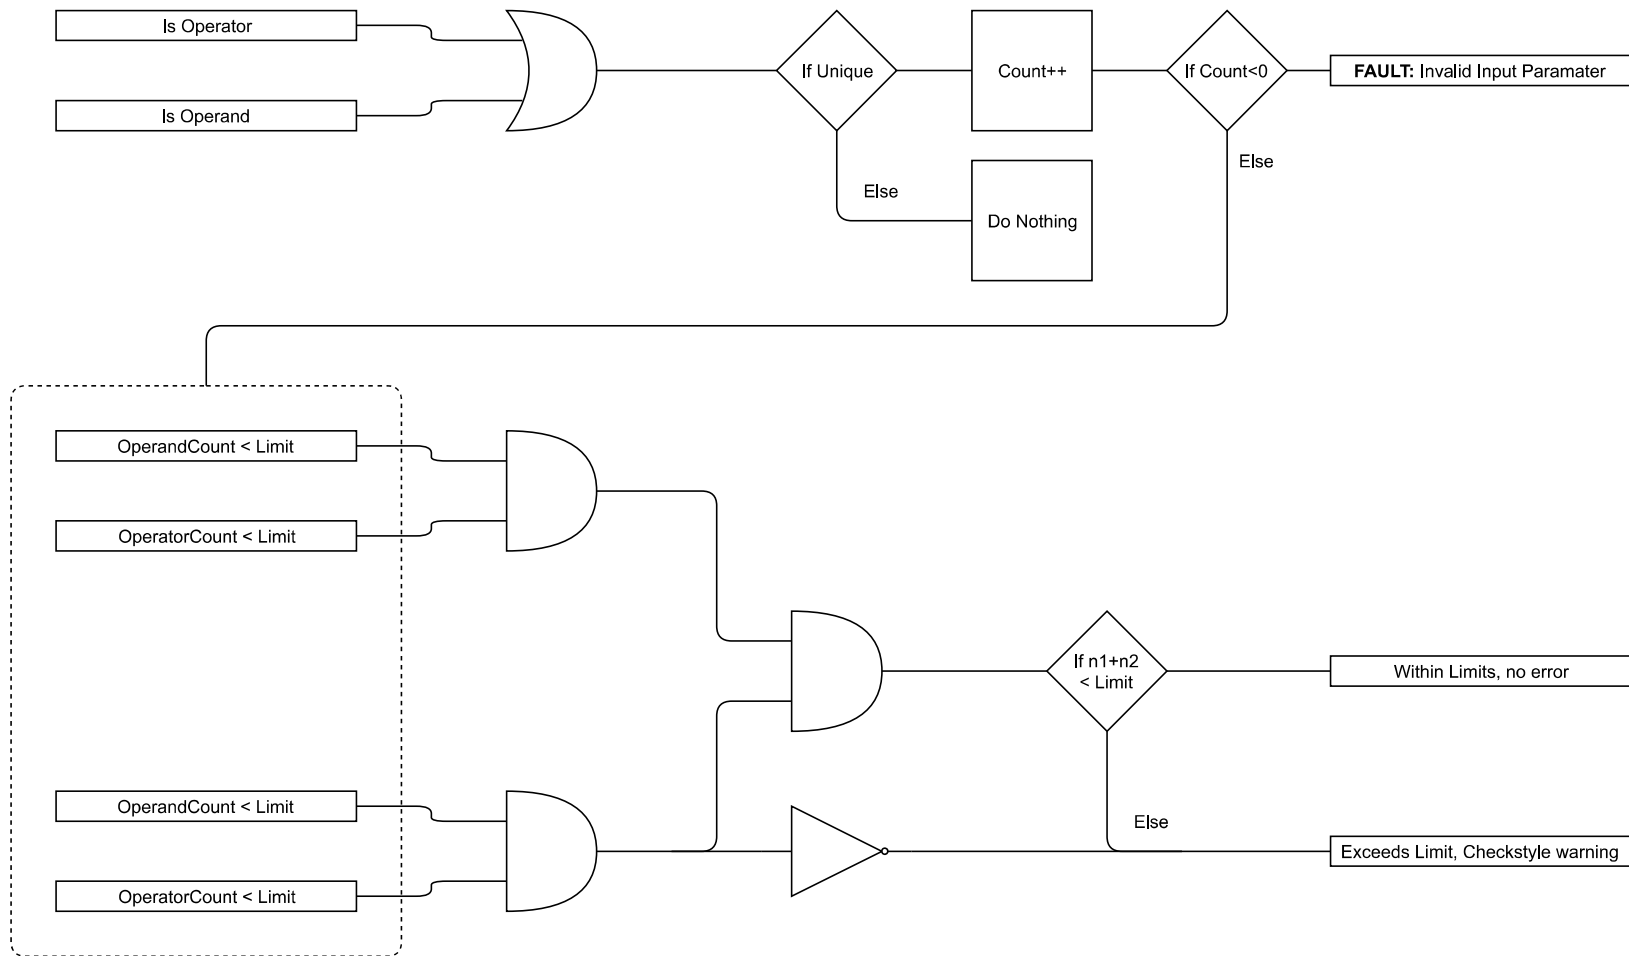 Is Operator
If Unique
Count++
If Count<0
FAULT: Invalid Input Paramater
Is Operand
Else
Else
Do Nothing
OperandCount < Limit
OperatorCount < Limit
If n1+n2
< Limit
Within Limits, no error
OperandCount < Limit
Else
Exceeds Limit, Checkstyle warning
OperatorCount < Limit